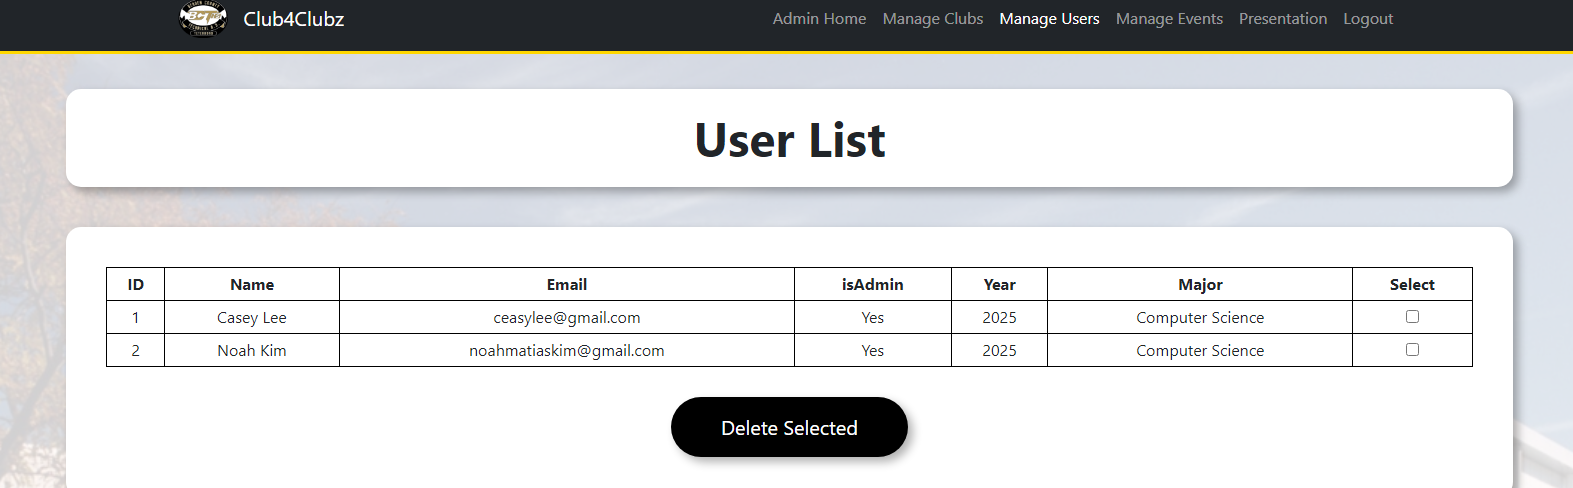 Club4Clubz
Admin Home Manage Clubs Manage Users Manage Events Presentation Logout
User List
ID Name Email isAdmin Year Major Select
1 Casey Lee ceasylee@gmail.com Yes 2025 Computer Science
2 Noah Kim noahmatiaskim@gmail.com Yes 2025 Computer Science
Delete Selected